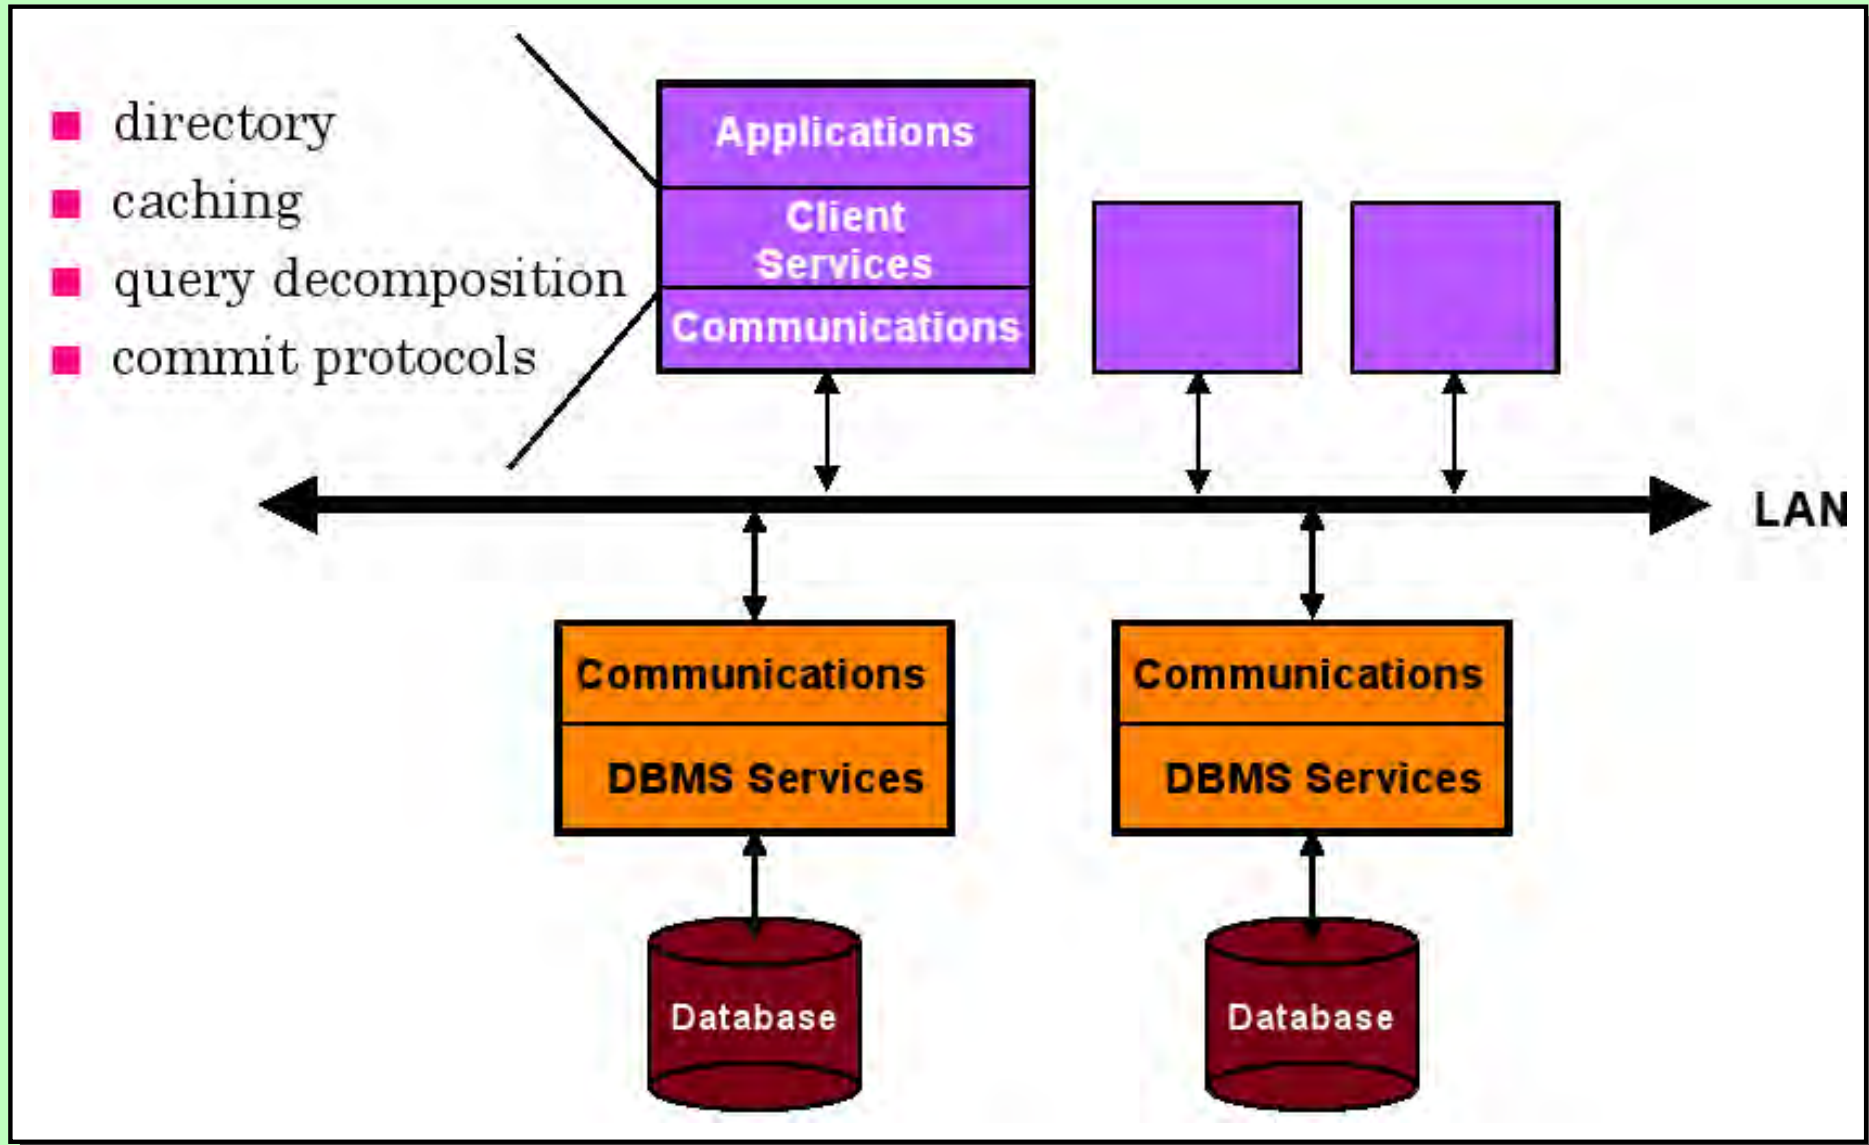 directory
caching
query decomposition
commit protocols
Applications
Client
Services
Communications
LAN
Communications
DBMS Services
Communications
DBMS Services
Database
Database